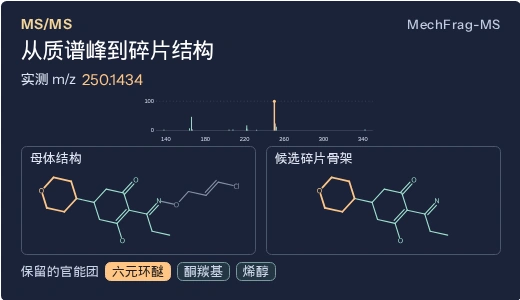 MS/MS
MechFrag-MS
从质谱峰到碎片结构
实测 m/z 250.1434
100
0
140 180 220 260 300 340
母体结构
候选碎片骨架
O O N O Cl O
O O N O
保留的官能团 六元环醚 酮羰基 烯醇